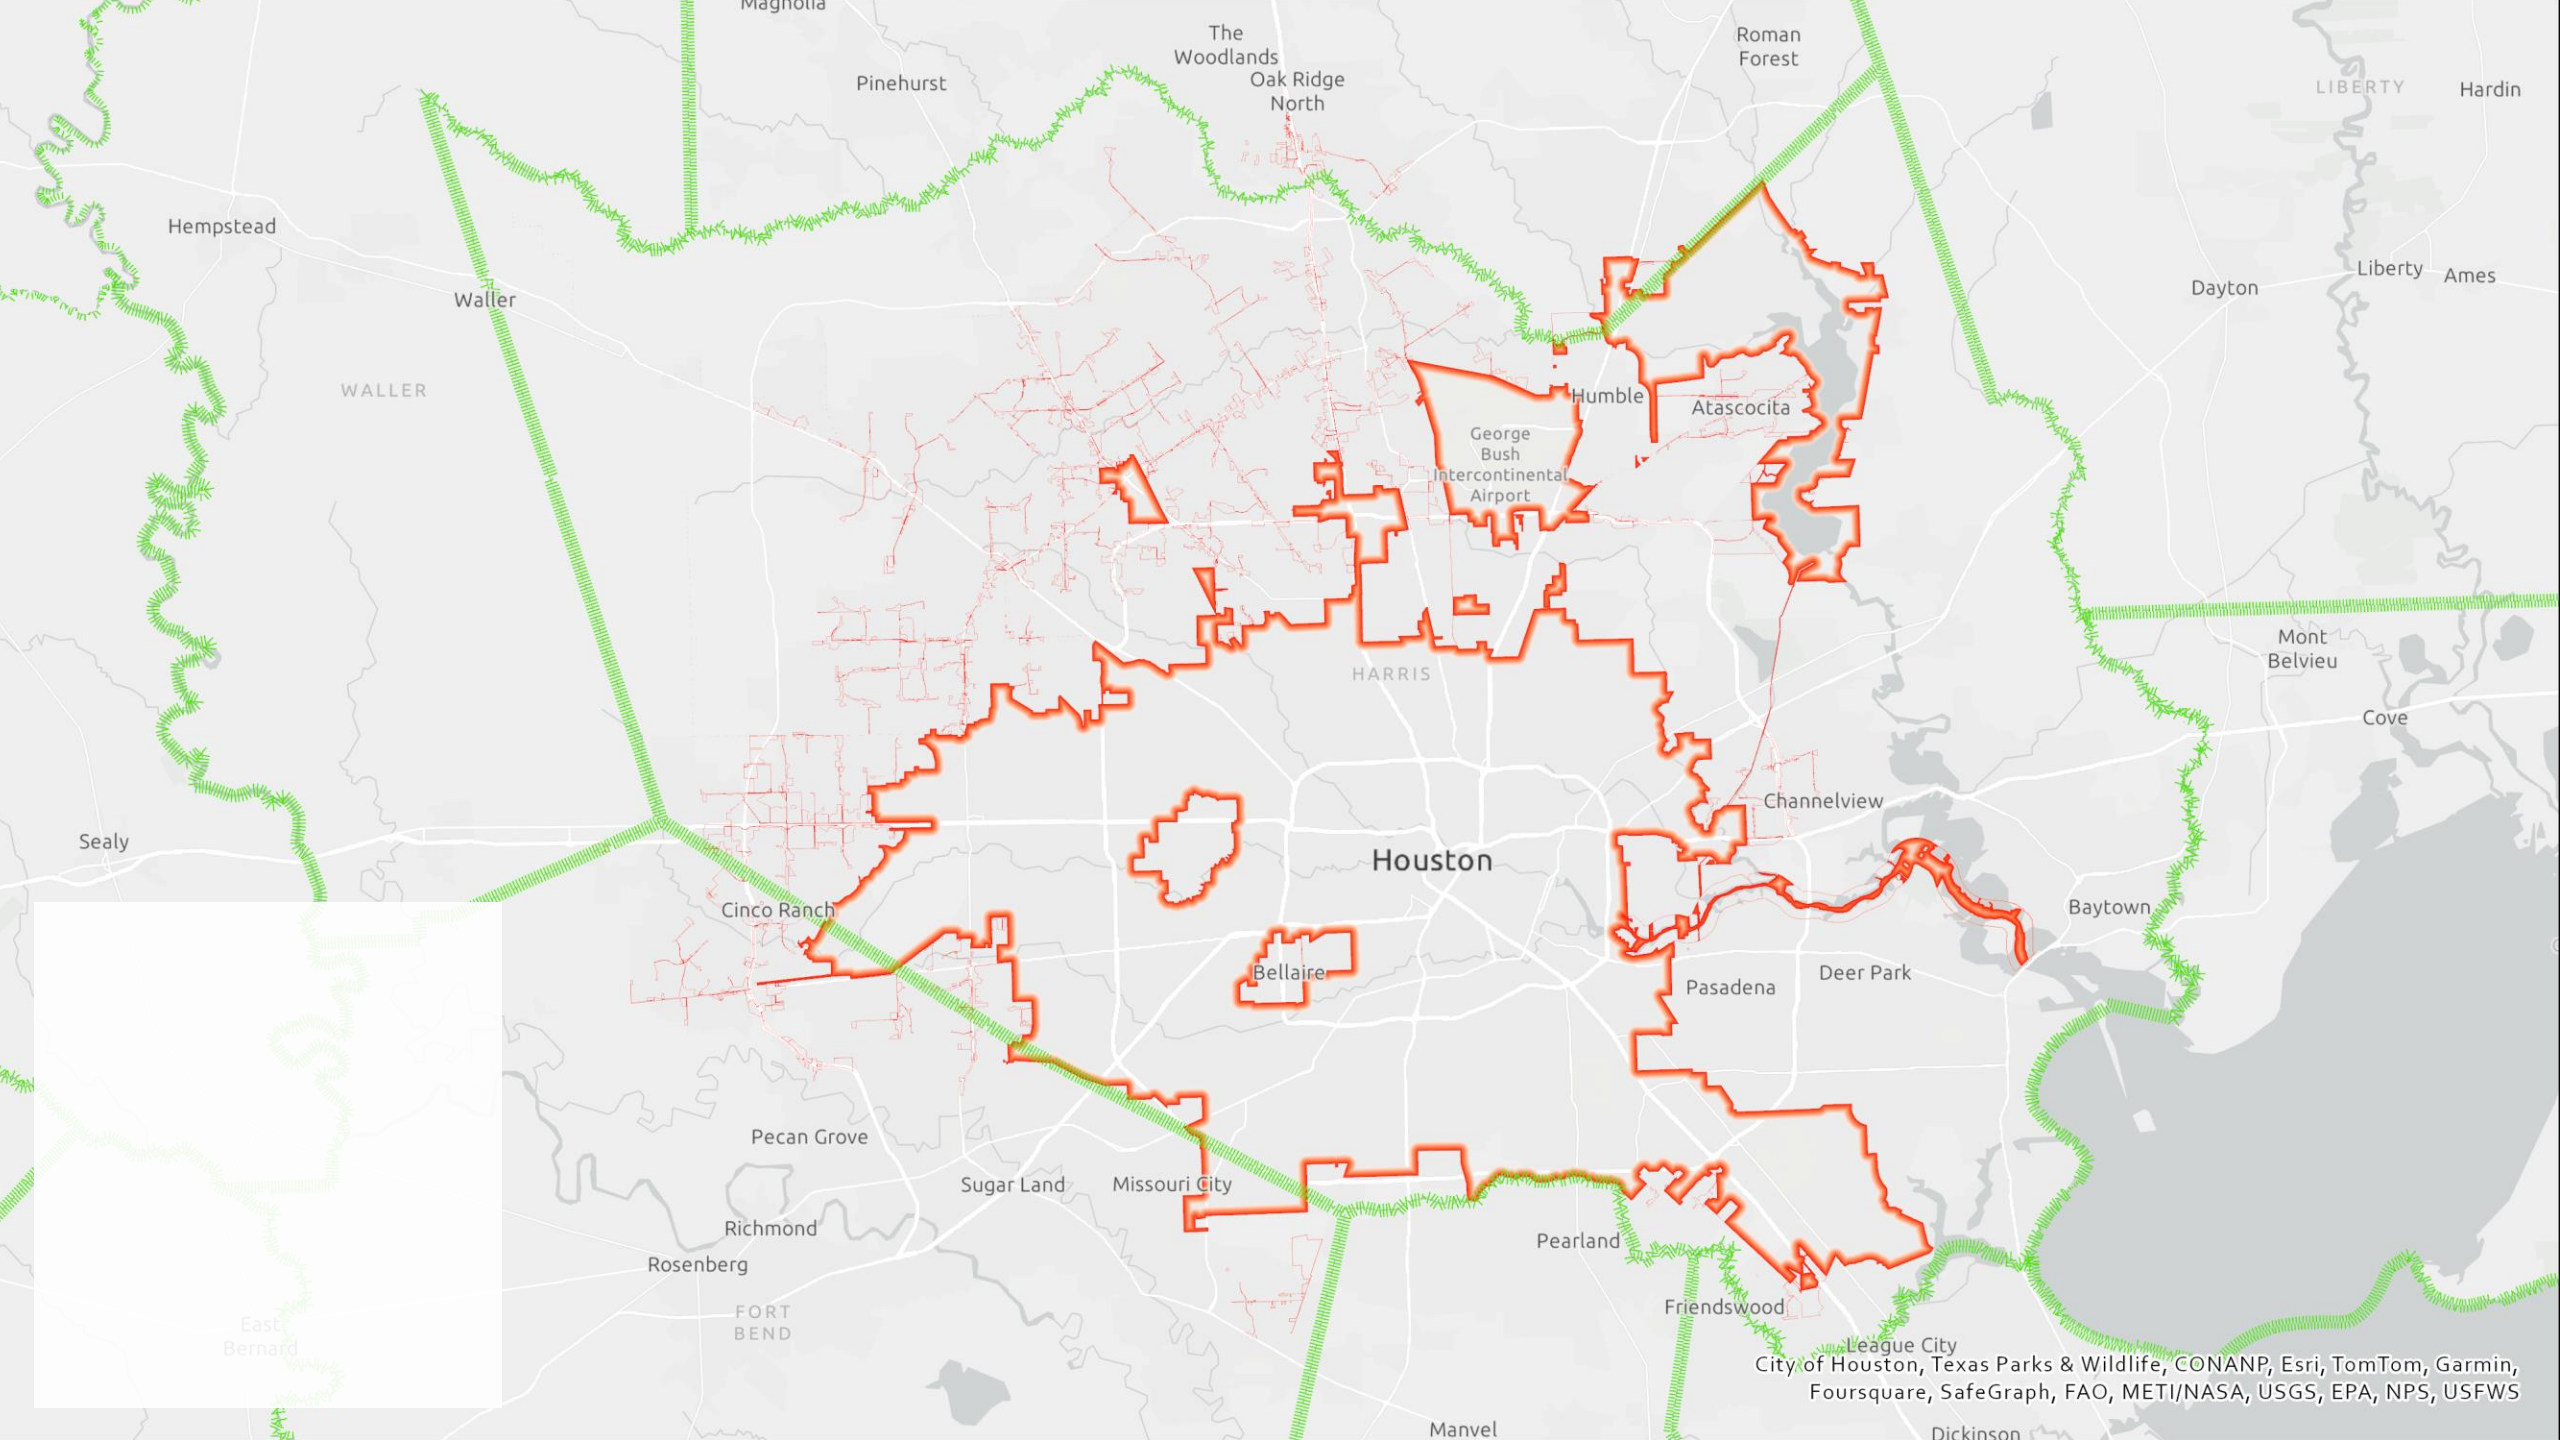 Magnolia
The
Woodlands
Roman
Forest
Pinehurst
Oak Ridge
North
LIBERTY
Hardin
Hempstead
Waller
Liberty
Ames
Dayton
WALLER
Humble
Atascocita
George
Bush
Intercontinental
Airport
Mont
Belvieu
HARRIS
Cove
Channelview
Sealy
Houston
Cinco Ranch
Baytown
Bellaire
Pasadena
Deer Park
Pecan Grove
Sugar Land
Missouri City
Richmond
Pearland
Rosenberg
FORT
BEND
Friendswood
East
Bernard
League City
City of Houston, Texas Parks & Wildlife, CONANP, Esri, TomTom, Garmin,
Foursquare, SafeGraph, FAO, METI/NASA, USGS, EPA, NPS, USFWS
Manvel
Dickinson